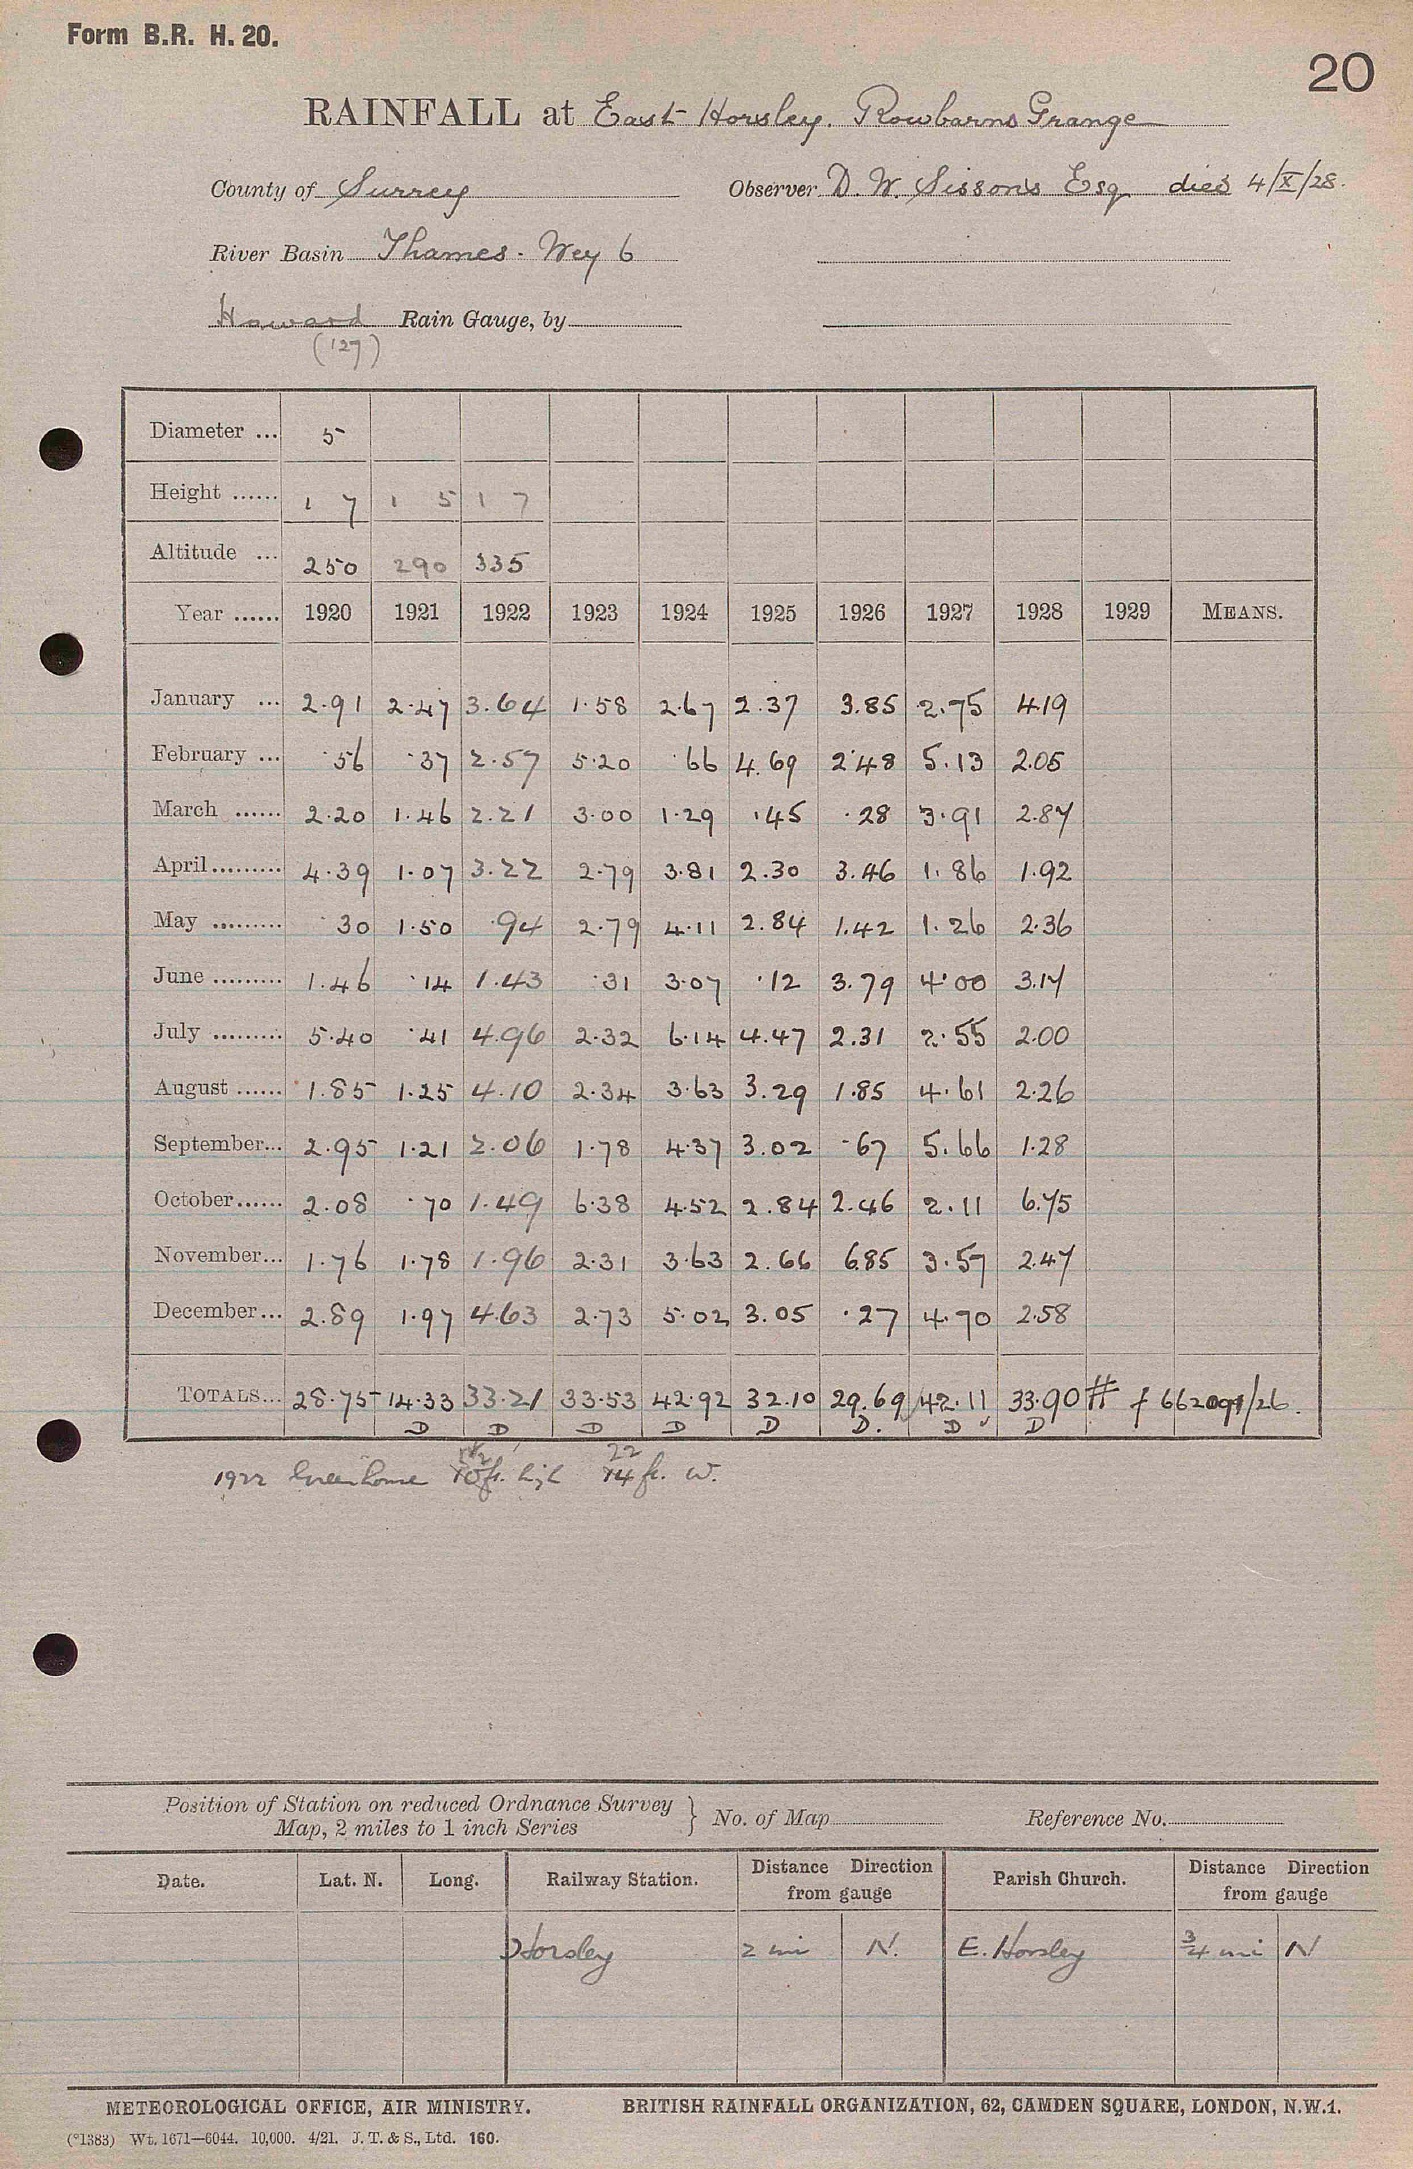 Form B.R. H. 20.
20
RAINFALL at East Horsley. Rowbarns Grange
County of Surrey Observer D. W. Sissons Esq died 4/X/28.
River Basin Thames. Wey 6
Howard Rain Gauge, by
(127)
Diameter ... 5
Height ...... 1 7 1 5 1 7
Altitude ... 250 290 335
Year ...... 1920 1921 1922 1923 1924 1925 1926 1927 1928 1929 MEANS.
January ... 2.91 2.47 3.64 1.58 2.67 2.37 3.85 2.75 4.19
February ... .56 .37 2.57 5.20 .66 4.69 2.48 5.13 2.05
March ...... 2.20 1.46 2.21 3.00 1.29 .45 .28 3.91 2.87
April......... 4.39 1.07 3.22 2.79 3.81 2.30 3.46 1.86 1.92
May ......... .30 1.50 .94 2.79 4.11 2.84 1.42 1.26 2.36
June ......... 1.46 .14 1.43 .31 3.07 .12 3.79 4.00 3.17
July ......... 5.40 .41 4.96 2.32 6.14 4.47 2.31 2.55 2.00
August ...... 1.85 1.25 4.10 2.34 3.63 3.29 1.85 4.61 2.26
September... 2.95 1.21 2.06 1.78 4.37 3.02 .67 5.66 1.28
October...... 2.08 .70 1.49 6.38 4.52 2.84 2.46 2.11 6.75
November... 1.76 1.78 1.96 2.31 3.63 2.66 6.85 3.57 2.47
December... 2.89 1.97 4.63 2.73 5.02 3.05 .27 4.70 2.58
TOTALS... 28.75 14.33 33.21 33.53 42.92 32.10 29.69 42.11 33.90 #
D D D D D D. D D
1922 Greenhouse ft. high 22 ft. W.
Position of Station on reduced Ordnance Survey
Map, 2 miles to 1 inch Series } No. of Map Reference No.
Date. Lat. N. Long. Railway Station. Distance Direction from gauge Parish Church. Distance Direction from gauge
Horsley 2 mi N. E. Horsley 3/4 mi N
METEOROLOGICAL OFFICE, AIR MINISTRY. BRITISH RAINFALL ORGANIZATION, 62, CAMDEN SQUARE, LONDON, N.W.1.
(*1383) Wt. 1671—6044. 10,000. 4/21. J. T. & S., Ltd. 160.